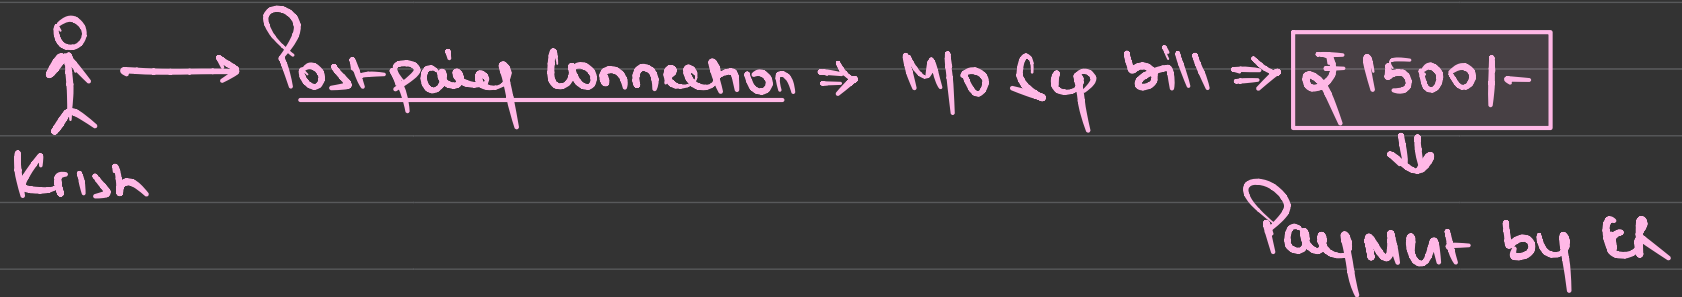 Post-paid Connection ⇒ M/O Sep bill ⇒ ₹ 1500/-
Krish
Payment by ER